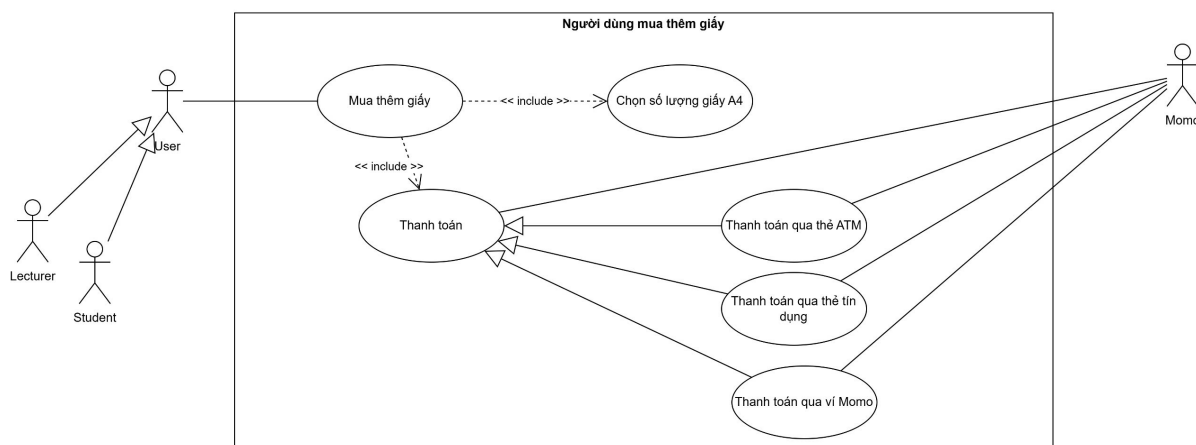 Người dùng mua thêm giấy
Mua thêm giấy
<< include >>
Chọn số lượng giấy A4
User
Momo
<< include >>
Thanh toán
Thanh toán qua thẻ ATM
Lecturer
Student
Thanh toán qua thẻ tín
dụng
Thanh toán qua ví Momo